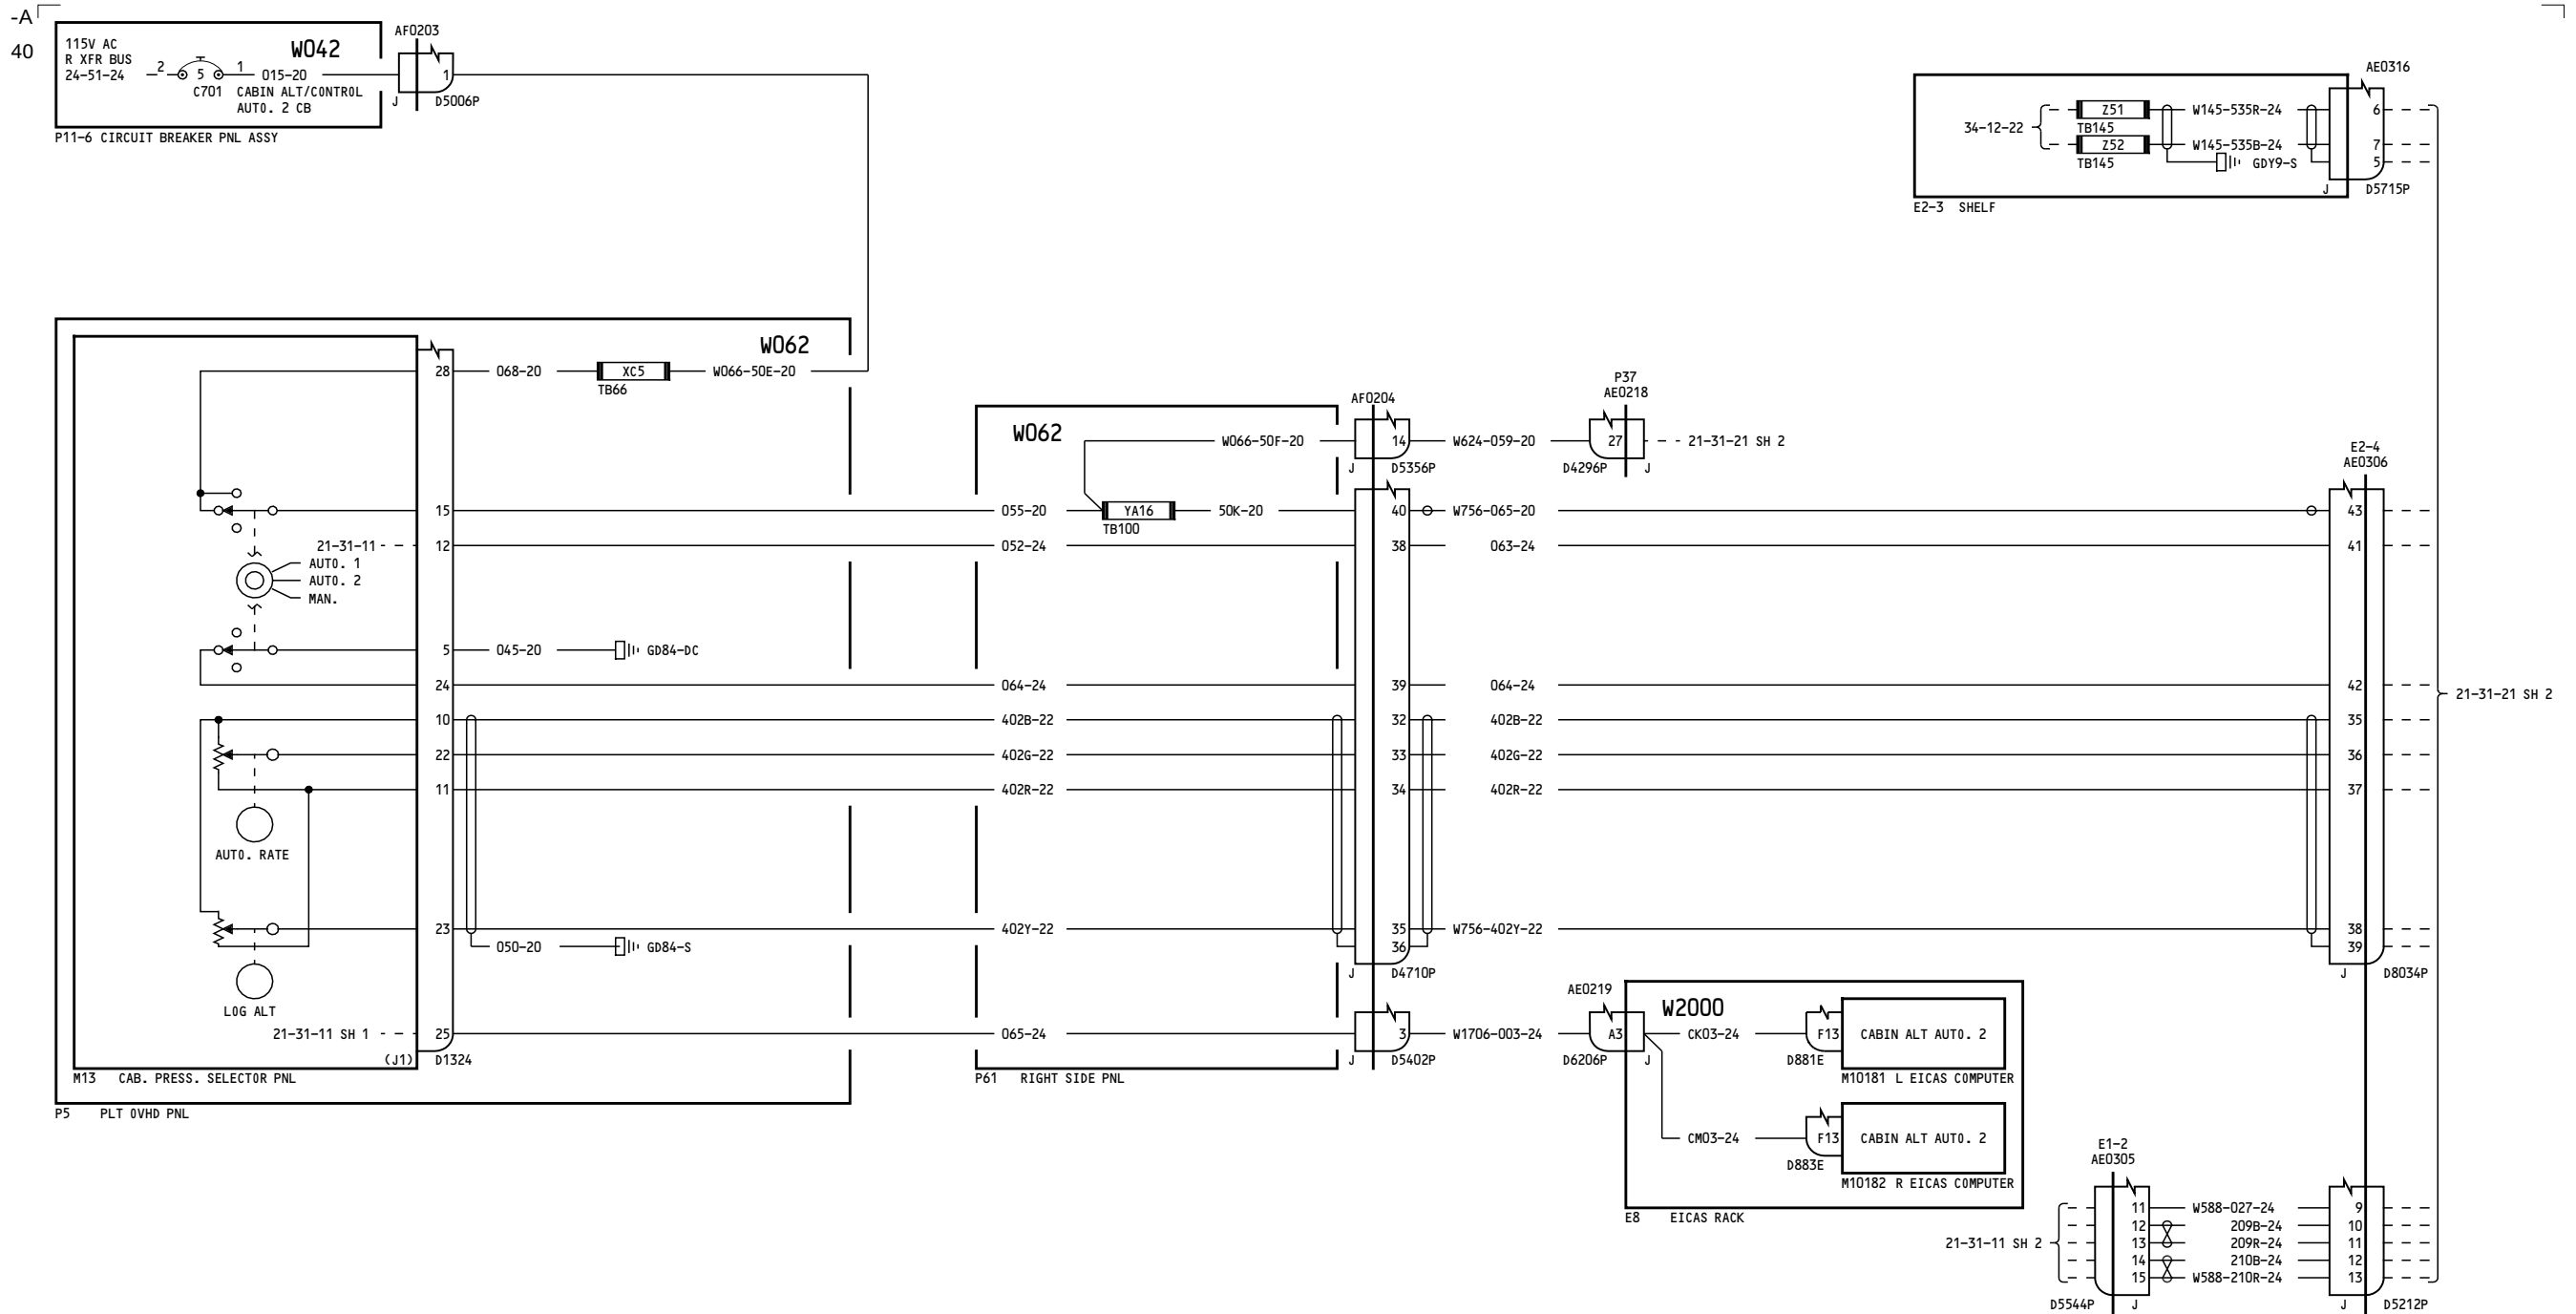 -A
40
115V AC
R XFR BUS
24-51-24
2
5
1
C701
015-20
CABIN ALT/CONTROL
AUTO. 2 CB
W042
P11-6 CIRCUIT BREAKER PNL ASSY
AF0203
1
J
D5006P
34-12-22
Z51
TB145
Z52
TB145
W145-535R-24
W145-535B-24
GDY9-S
AE0316
6
7
5
J
D5715P
E2-3 SHELF
W062
28
068-20
XC5
TB66
W066-50E-20
15
21-31-11
12
AUTO. 1
AUTO. 2
MAN.
5
045-20
GD84-DC
24
10
22
11
AUTO. RATE
23
050-20
GD84-S
LOG ALT
21-31-11 SH 1
25
(J1)
D1324
M13 CAB. PRESS. SELECTOR PNL
P5 PLT OVHD PNL
W062
W066-50F-20
055-20
YA16
TB100
50K-20
052-24
064-24
402B-22
402G-22
402R-22
402Y-22
065-24
P61 RIGHT SIDE PNL
AF0204
14
J
D5356P
40
38
39
32
33
34
35
36
J
D4710P
3
J
D5402P
W624-059-20
P37
AE0218
27
D4296P
J
21-31-21 SH 2
W756-065-20
063-24
064-24
402B-22
402G-22
402R-22
W756-402Y-22
W1706-003-24
AE0219
A3
D6206P
J
W2000
CK03-24
F13
D881E
CABIN ALT AUTO. 2
M10181 L EICAS COMPUTER
CM03-24
F13
D883E
CABIN ALT AUTO. 2
M10182 R EICAS COMPUTER
E8 EICAS RACK
E2-4
AE0306
43
41
42
35
36
37
38
39
J
D8034P
21-31-21 SH 2
E1-2
AE0305
21-31-11 SH 2
11
12
13
14
15
D5544P
J
W588-027-24
209B-24
209R-24
210B-24
W588-210R-24
9
10
11
12
13
J
D5212P